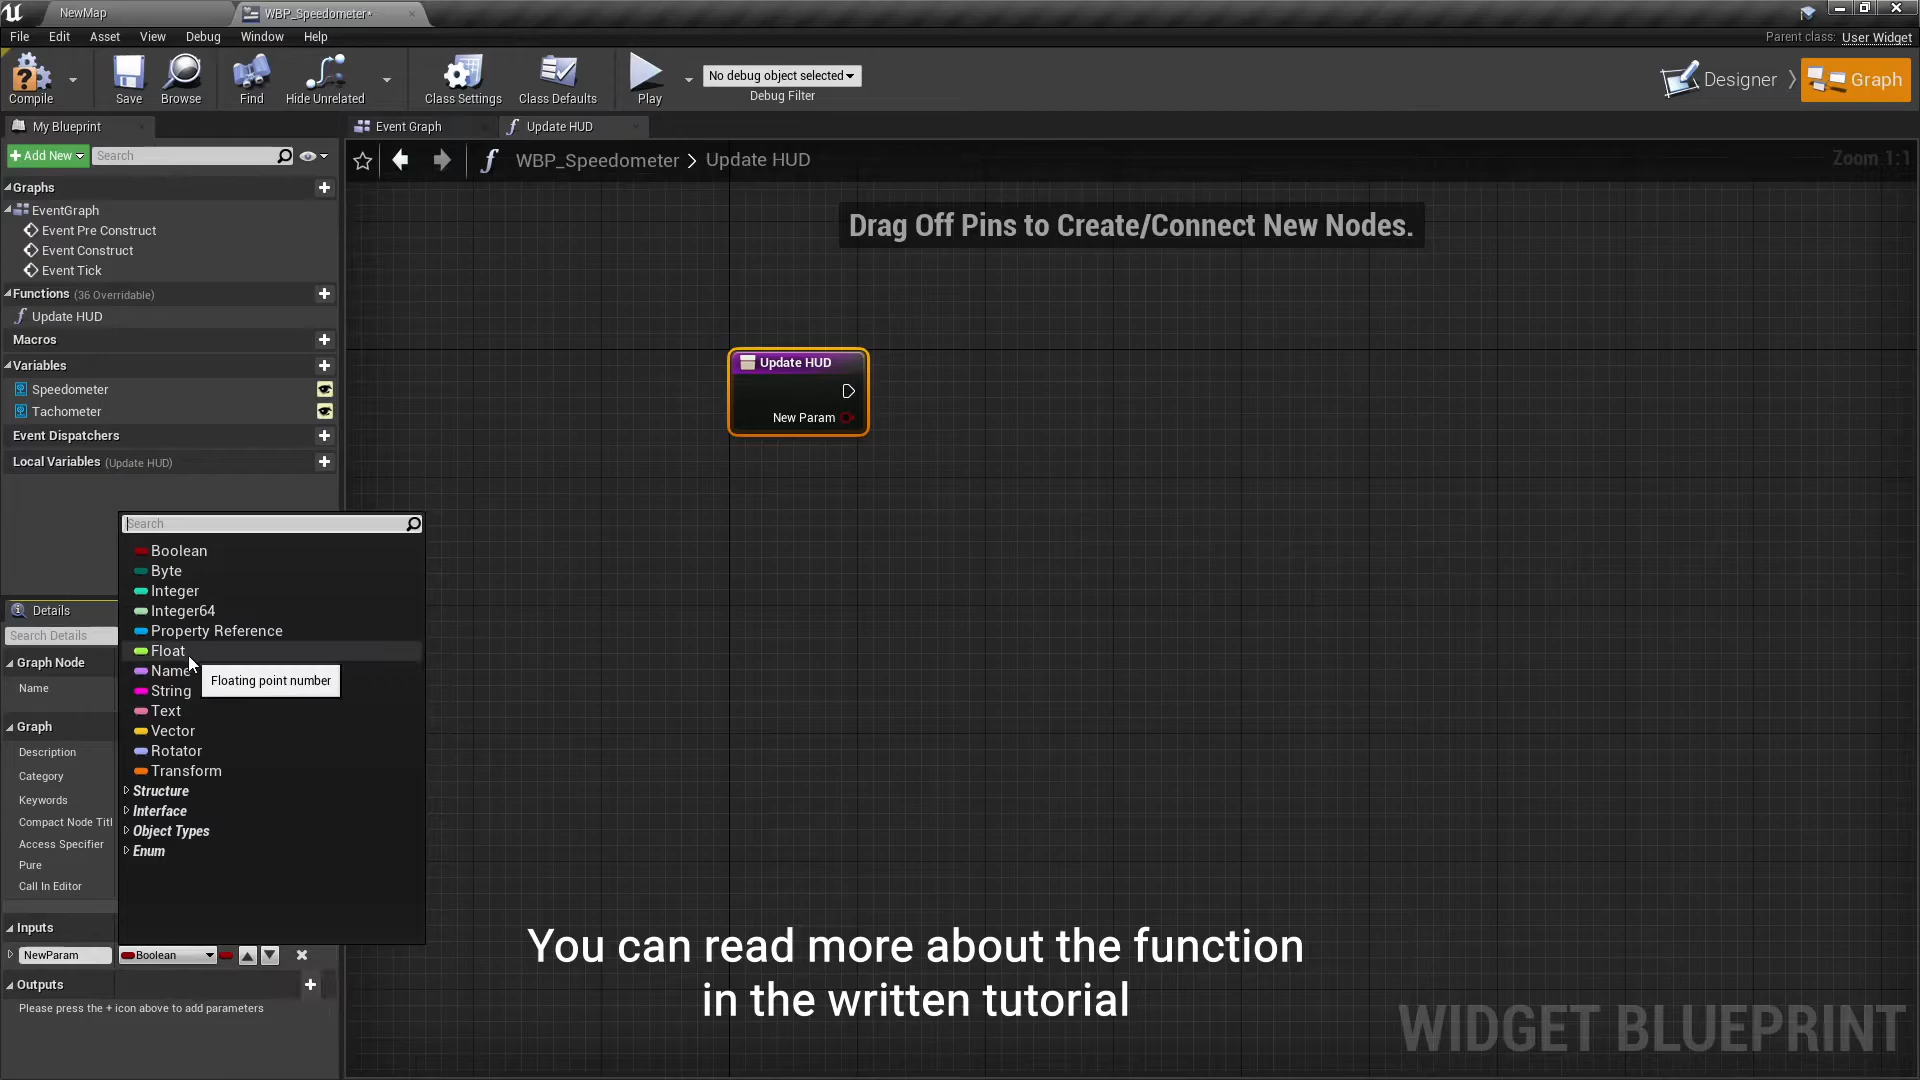 NewMap
WBP_Speedometer*
File Edit Asset View Debug Window Help
Parent class: User Widget
Compile
Save
Browse
Find
Hide Unrelated
Class Settings
Class Defaults
Play
No debug object selected
Debug Filter
Designer
Graph
My Blueprint
Event Graph
Update HUD
Add New
Search
WBP_Speedometer > Update HUD
Zoom 1:1
Graphs
EventGraph
Event Pre Construct
Event Construct
Event Tick
Functions (36 Overridable)
Update HUD
Macros
Variables
Speedometer
Tachometer
Event Dispatchers
Local Variables (Update HUD)
Drag Off Pins to Create/Connect New Nodes.
Update HUD
New Param
Search
Boolean
Byte
Integer
Integer64
Property Reference
Float
Name
Floating point number
String
Text
Vector
Rotator
Transform
Structure
Interface
Object Types
Enum
Details
Search Details
Graph Node
Name
Graph
Description
Category
Keywords
Compact Node Titl
Access Specifier
Pure
Call In Editor
Inputs
NewParam
Boolean
Outputs
Please press the + icon above to add parameters
You can read more about the function
in the written tutorial
WIDGET BLUEPRINT